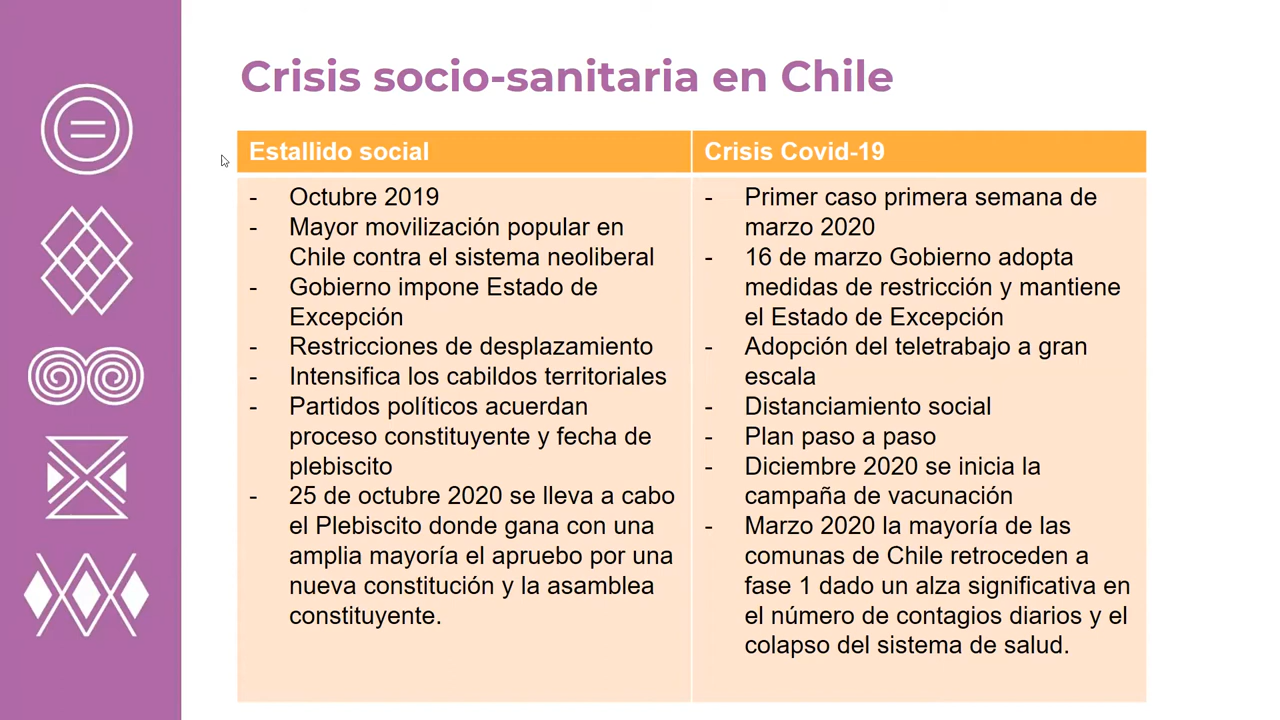 Crisis socio-sanitaria en Chile
Estallido social
- Octubre 2019
- Mayor movilización popular en
Chile contra el sistema neoliberal
- Gobierno impone Estado de
Excepción
- Restricciones de desplazamiento
- Intensifica los cabildos territoriales
- Partidos políticos acuerdan
proceso constituyente y fecha de
plebiscito
- 25 de octubre 2020 se lleva a cabo
el Plebiscito donde gana con una
amplia mayoría el apruebo por una
nueva constitución y la asamblea
constituyente.
Crisis Covid-19
- Primer caso primera semana de
marzo 2020
- 16 de marzo Gobierno adopta
medidas de restricción y mantiene
el Estado de Excepción
- Adopción del teletrabajo a gran
escala
- Distanciamiento social
- Plan paso a paso
- Diciembre 2020 se inicia la
campaña de vacunación
- Marzo 2020 la mayoría de las
comunas de Chile retroceden a
fase 1 dado un alza significativa en
el número de contagios diarios y el
colapso del sistema de salud.